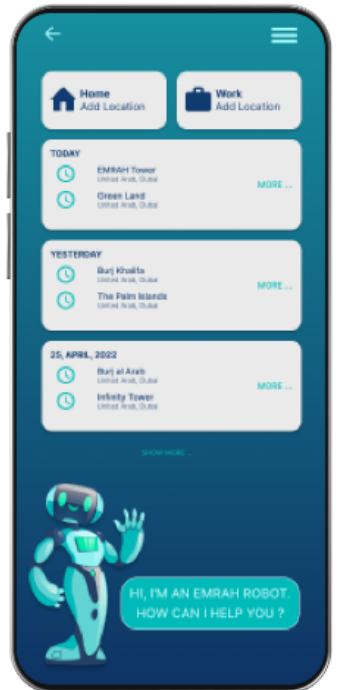 Home
Add Location
Work
Add Location
TODAY
EMRAH Tower
United Arab, Dubai
Green Land
United Arab, Dubai
MORE ...
YESTERDAY
Burj Khalifa
United Arab, Dubai
The Palm Islands
United Arab, Dubai
MORE ...
25, APRIL, 2022
Burj al Arab
United Arab, Dubai
Infinity Tower
United Arab, Dubai
MORE ...
SHOW MORE ...
HI, I'M AN EMRAH ROBOT.
HOW CAN I HELP YOU ?